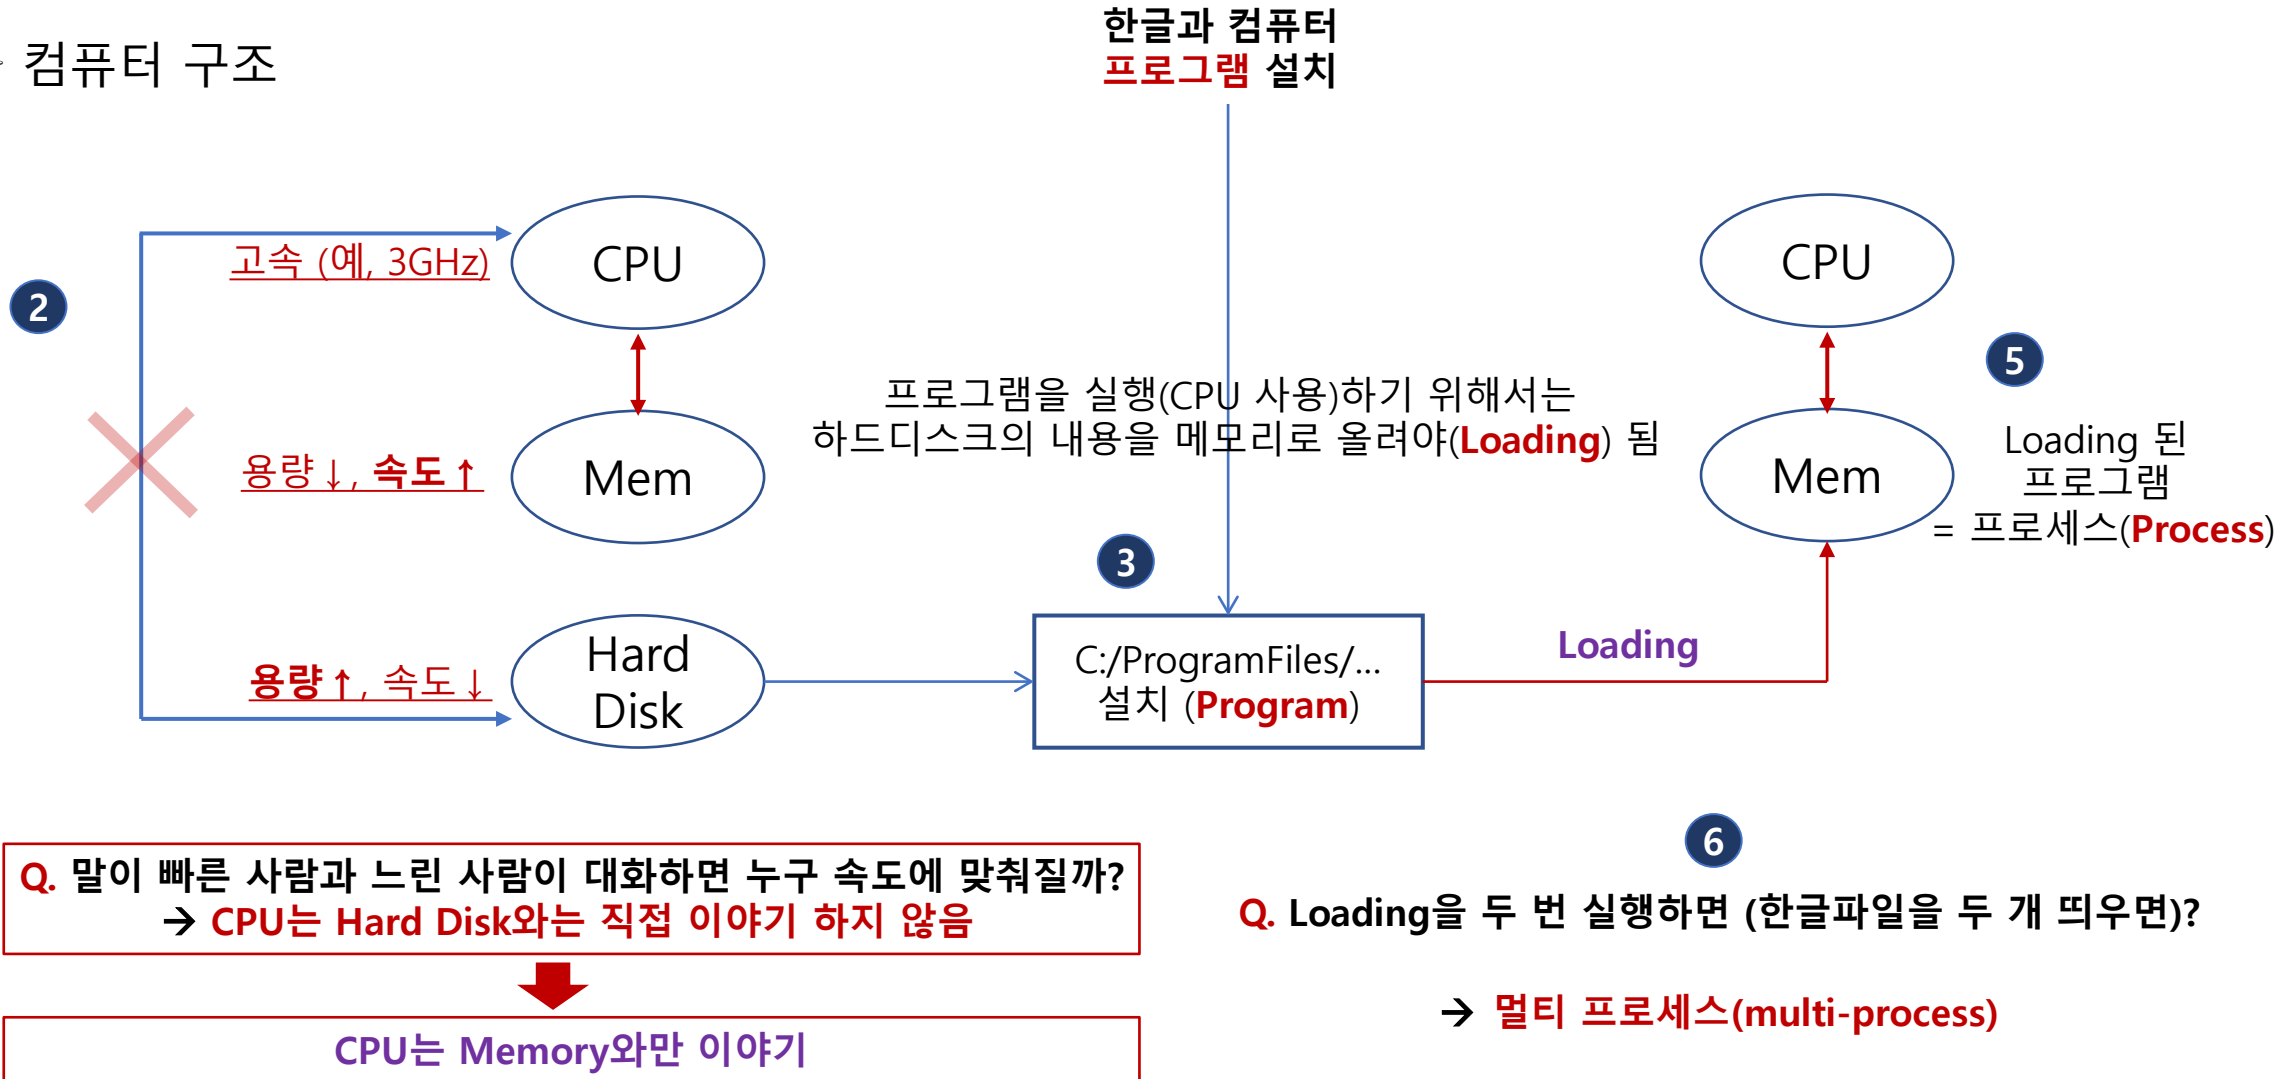 컴퓨터 구조
한글과 컴퓨터
프로그램 설치
2
고속 (예, 3GHz)
CPU
용량↓, 속도↑
Mem
용량↑, 속도↓
Hard
Disk
프로그램을 실행(CPU 사용)하기 위해서는
하드디스크의 내용을 메모리로 올려야(Loading) 됨
3
C:/ProgramFiles/...
설치 (Program)
Loading
CPU
Mem
5
Loading 된
프로그램
= 프로세스(Process)
Q. 말이 빠른 사람과 느린 사람이 대화하면 누구 속도에 맞춰질까?
→ CPU는 Hard Disk와는 직접 이야기 하지 않음
CPU는 Memory와만 이야기
6
Q. Loading을 두 번 실행하면 (한글파일을 두 개 띄우면)?
→ 멀티 프로세스(multi-process)